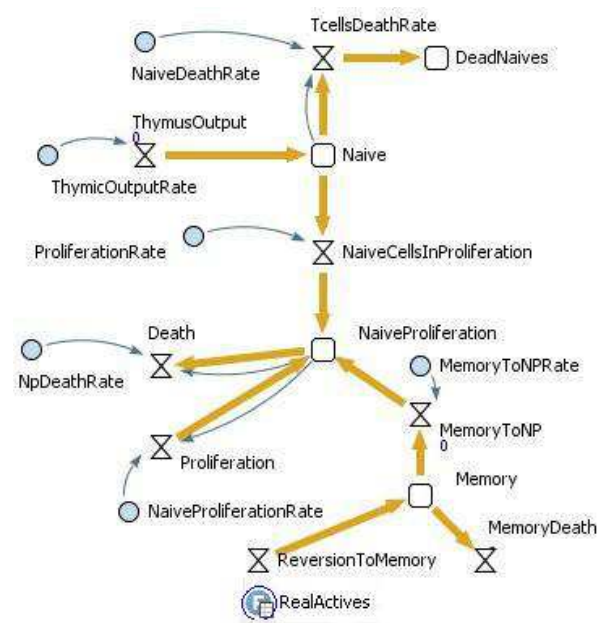 TcellsDeathRate
DeadNaives
NaiveDeathRate
ThymusOutput
0
Naive
ThymicOutputRate
ProliferationRate
NaiveCellsInProliferation
Death
NaiveProliferation
MemoryToNPRate
NpDeathRate
MemoryToNP
0
Proliferation
Memory
NaiveProliferationRate
MemoryDeath
ReversionToMemory
RealActives